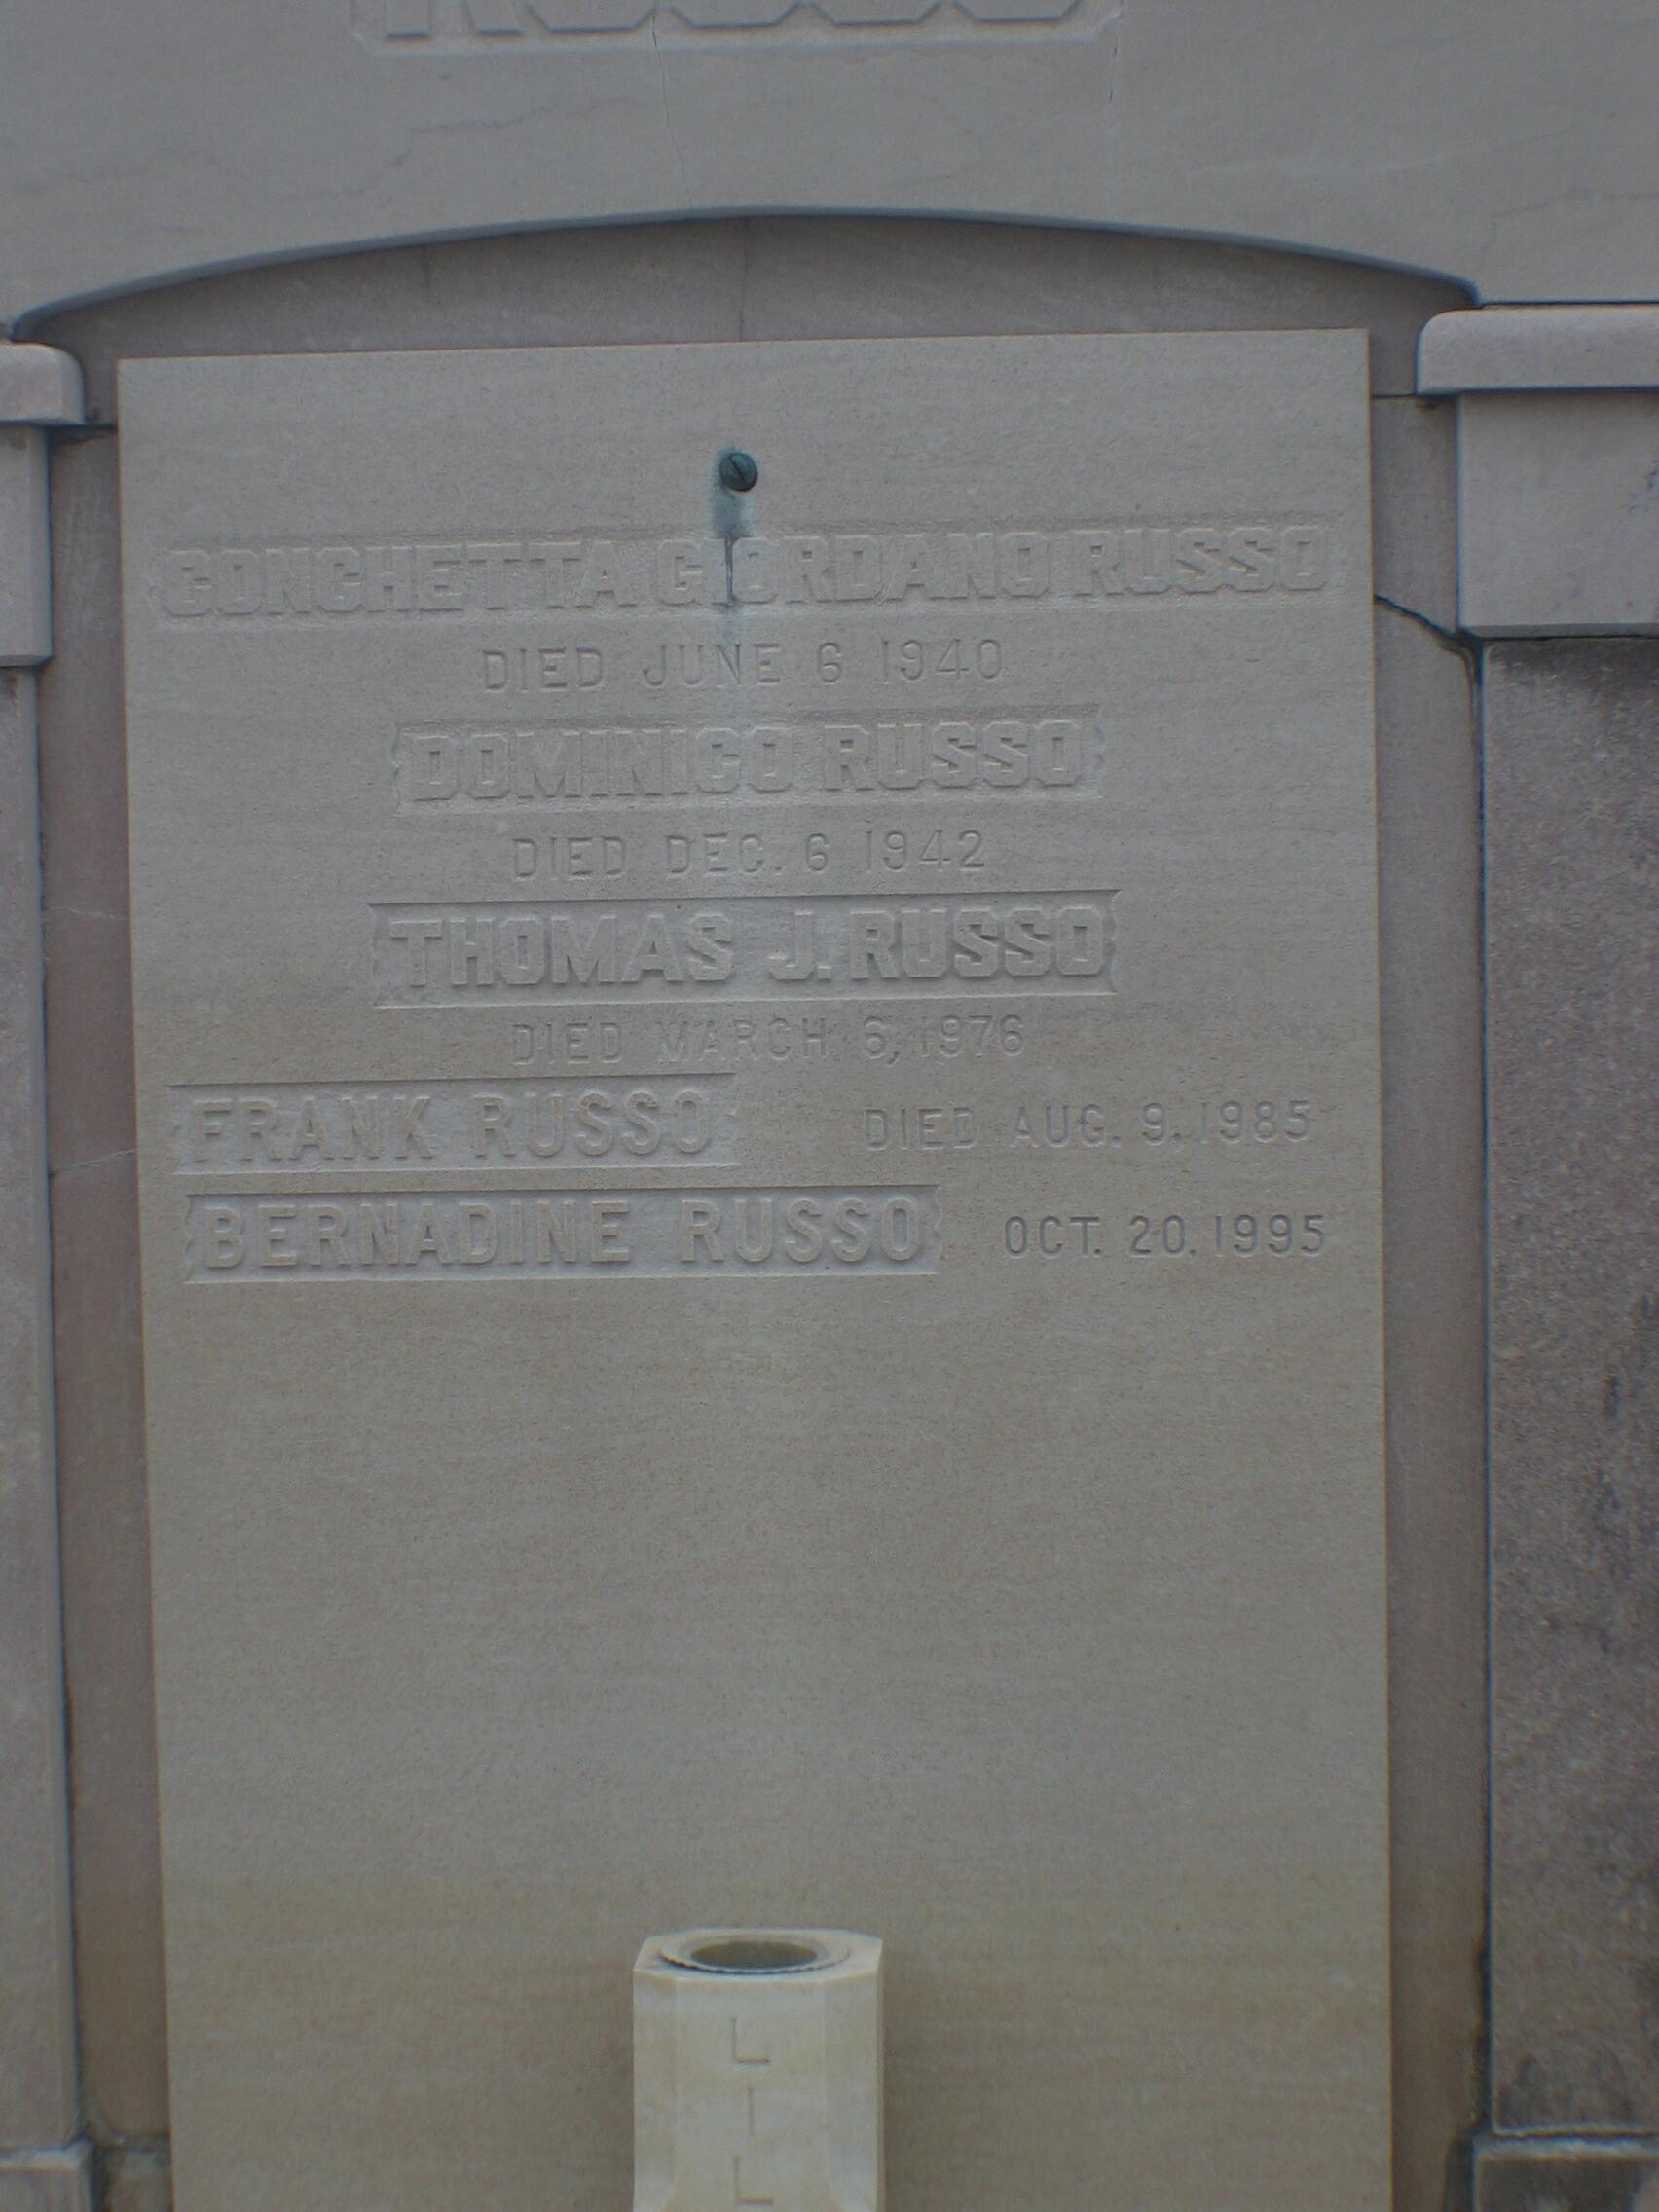 RUSSO
CONCHETTA GIORDANO RUSSO
DIED JUNE 6 1940
DOMINICO RUSSO
DIED DEC. 6 1942
THOMAS J. RUSSO
DIED MARCH 6, 1976
FRANK RUSSO DIED AUG. 9, 1985
BERNADINE RUSSO OCT. 20. 1995
L
I
L